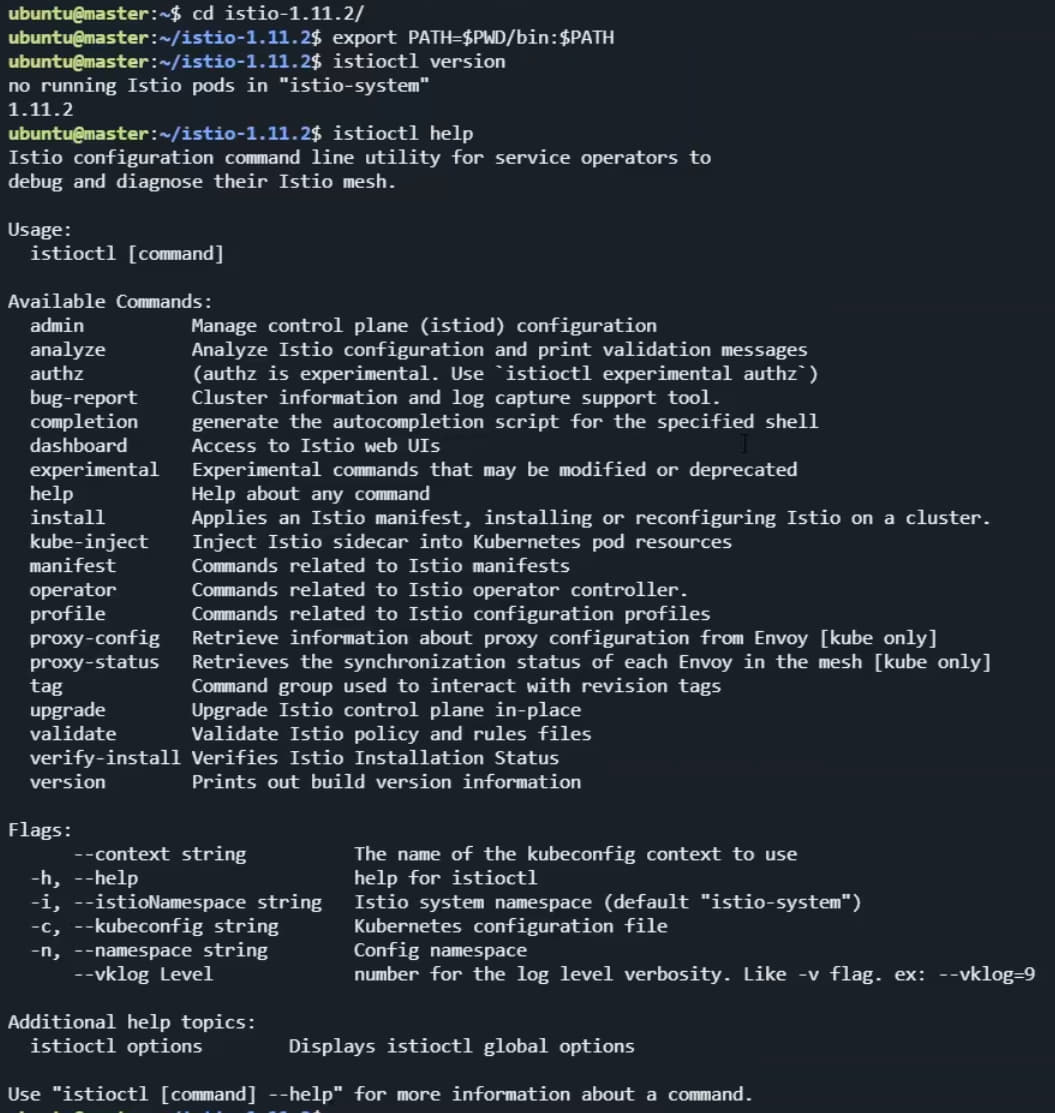 ubuntu@master:~$ cd istio-1.11.2/
ubuntu@master:~/istio-1.11.2$ export PATH=$PWD/bin:$PATH
ubuntu@master:~/istio-1.11.2$ istioctl version
no running Istio pods in "istio-system"
1.11.2
ubuntu@master:~/istio-1.11.2$ istioctl help
Istio configuration command line utility for service operators to
debug and diagnose their Istio mesh.

Usage:
  istioctl [command]

Available Commands:
  admin          Manage control plane (istiod) configuration
  analyze        Analyze Istio configuration and print validation messages
  authz          (authz is experimental. Use `istioctl experimental authz`)
  bug-report     Cluster information and log capture support tool.
  completion     generate the autocompletion script for the specified shell
  dashboard      Access to Istio web UIs
  experimental   Experimental commands that may be modified or deprecated
  help           Help about any command
  install        Applies an Istio manifest, installing or reconfiguring Istio on a cluster.
  kube-inject    Inject Istio sidecar into Kubernetes pod resources
  manifest       Commands related to Istio manifests
  operator       Commands related to Istio operator controller.
  profile        Commands related to Istio configuration profiles
  proxy-config   Retrieve information about proxy configuration from Envoy [kube only]
  proxy-status   Retrieves the synchronization status of each Envoy in the mesh [kube only]
  tag            Command group used to interact with revision tags
  upgrade        Upgrade Istio control plane in-place
  validate       Validate Istio policy and rules files
  verify-install Verifies Istio Installation Status
  version        Prints out build version information

Flags:
      --context string          The name of the kubeconfig context to use
  -h, --help                    help for istioctl
  -i, --istioNamespace string   Istio system namespace (default "istio-system")
  -c, --kubeconfig string       Kubernetes configuration file
  -n, --namespace string        Config namespace
      --vklog Level             number for the log level verbosity. Like -v flag. ex: --vklog=9

Additional help topics:
  istioctl options        Displays istioctl global options

Use "istioctl [command] --help" for more information about a command.